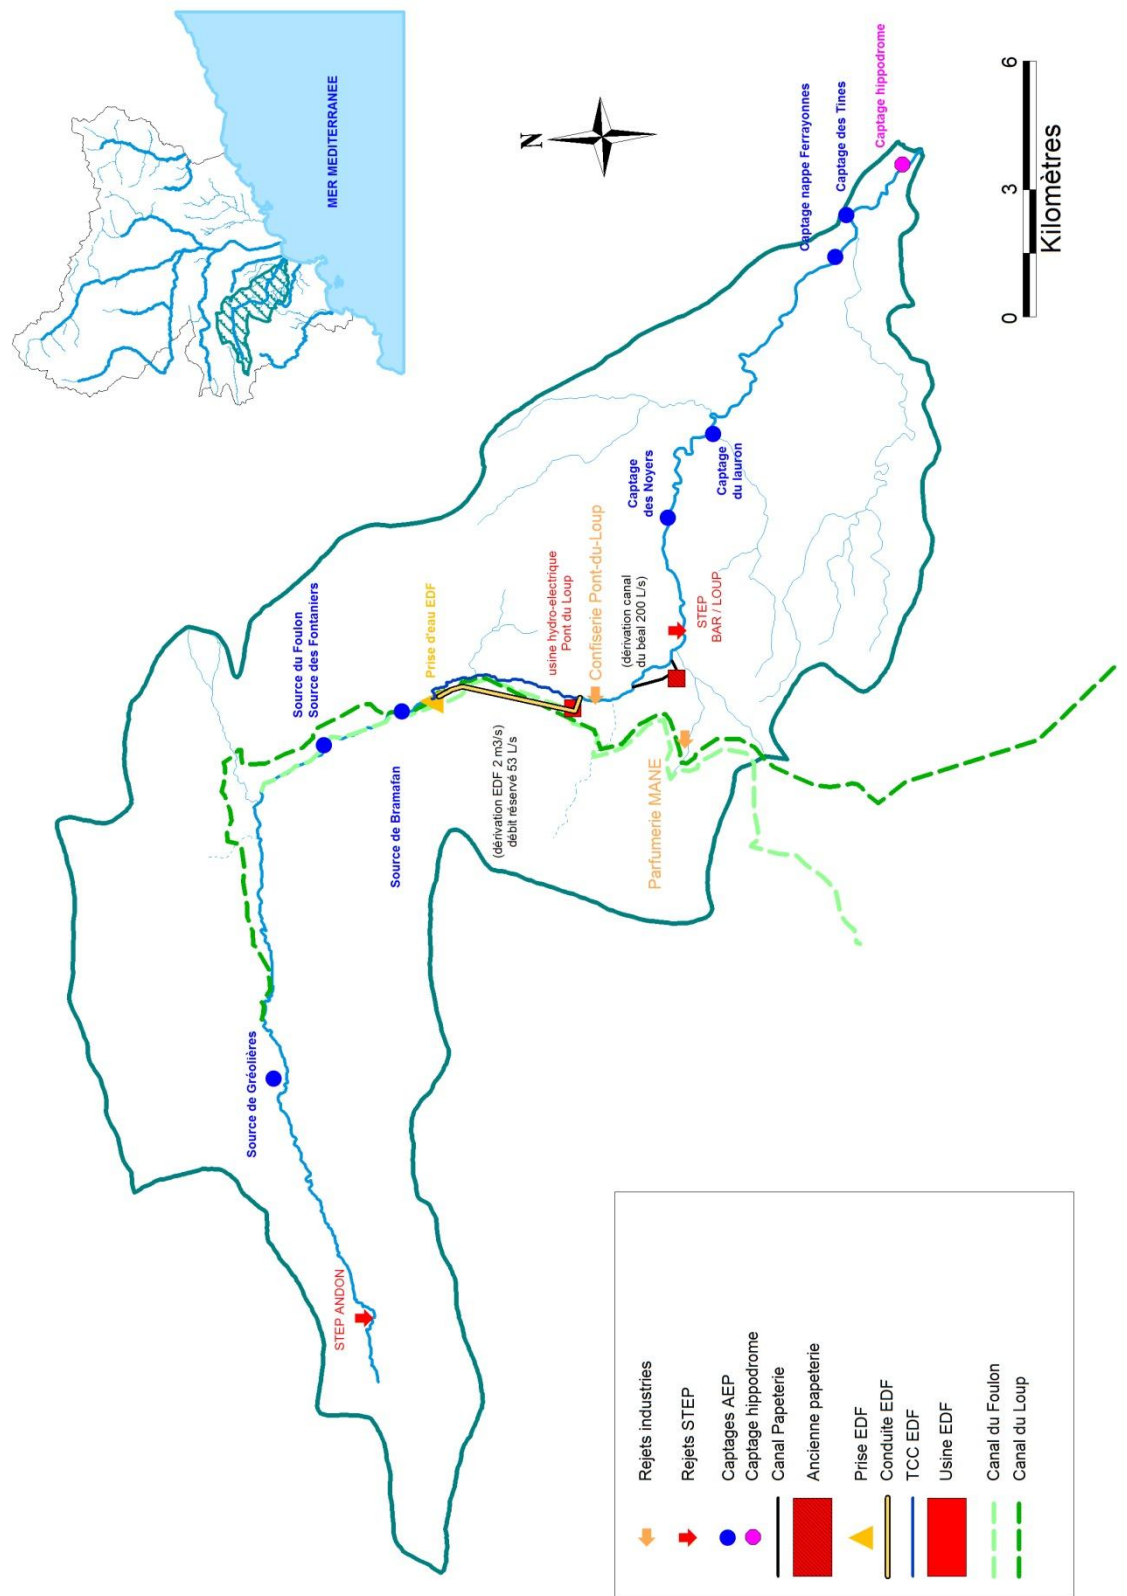 MER MEDITERRANEE
N
Captage hippodrome
Captage des Tines
Captage nappe Ferrayonnes
0
3
6
Kilomètres
Captage
du lauron
Captage
des Noyers
Source du Foulon
Source des Fontaniers
Prise d'eau EDF
usine hydro-electrique
Pont du Loup
Confiserie Pont-du-Loup
(dérivation canal
du béal 200 L/s)
STEP
BAR / LOUP
Source de Bramafan
(dérivation EDF 2 m3/s)
débit réservé 53 L/s
Parfumerie MANE
Source de Gréolières
STEP ANDON
Rejets industries
Rejets STEP
Captages AEP
Captage hippodrome
Canal Papeterie
Ancienne papeterie
Prise EDF
Conduite EDF
TCC EDF
Usine EDF
Canal du Foulon
Canal du Loup